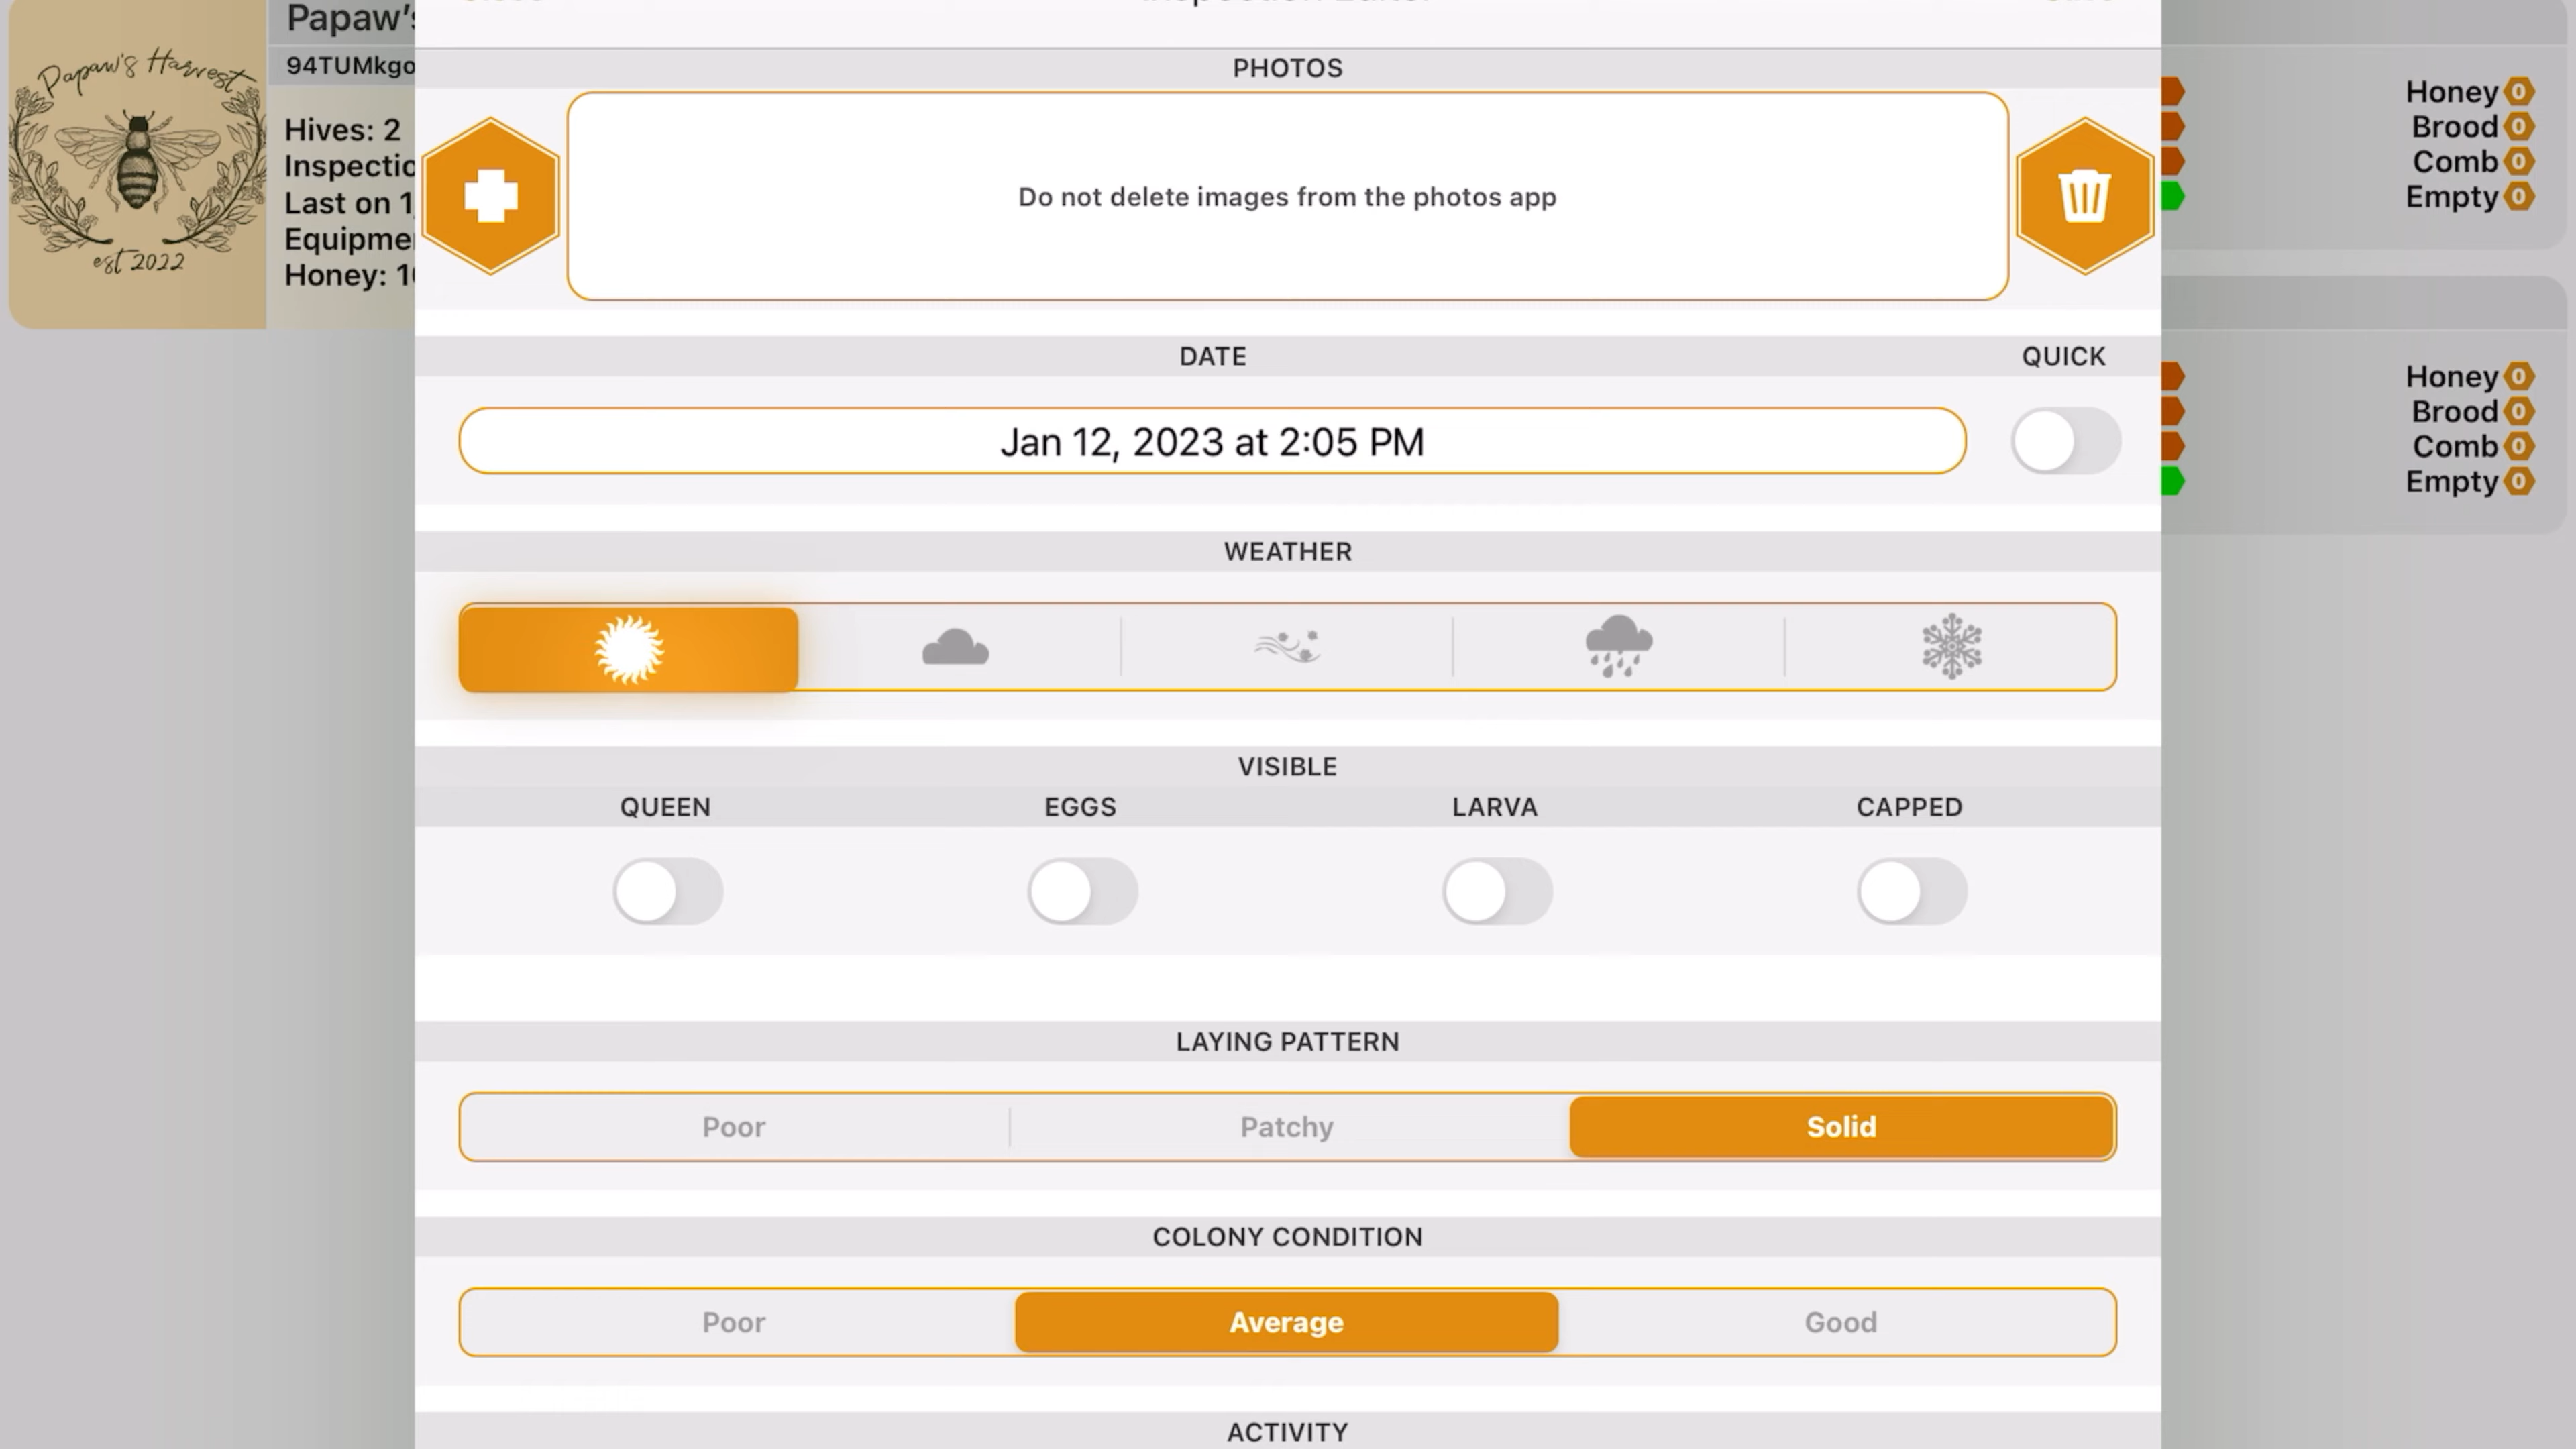 Papaw's
Papaw's Harvest
est 2022
94TUMkgo
Hives: 2
Last on 1
Honey: 1
PHOTOS
Do not delete images from the photos app
DATE
QUICK
Jan 12, 2023 at 2:05 PM
WEATHER
VISIBLE
QUEEN
EGGS
LARVA
CAPPED
LAYING PATTERN
Poor
Patchy
Solid
COLONY CONDITION
Poor
Average
Good
ACTIVITY
Honey 0
Brood 0
Comb 0
Empty 0
Honey 0
Brood 0
Comb 0
Empty 0